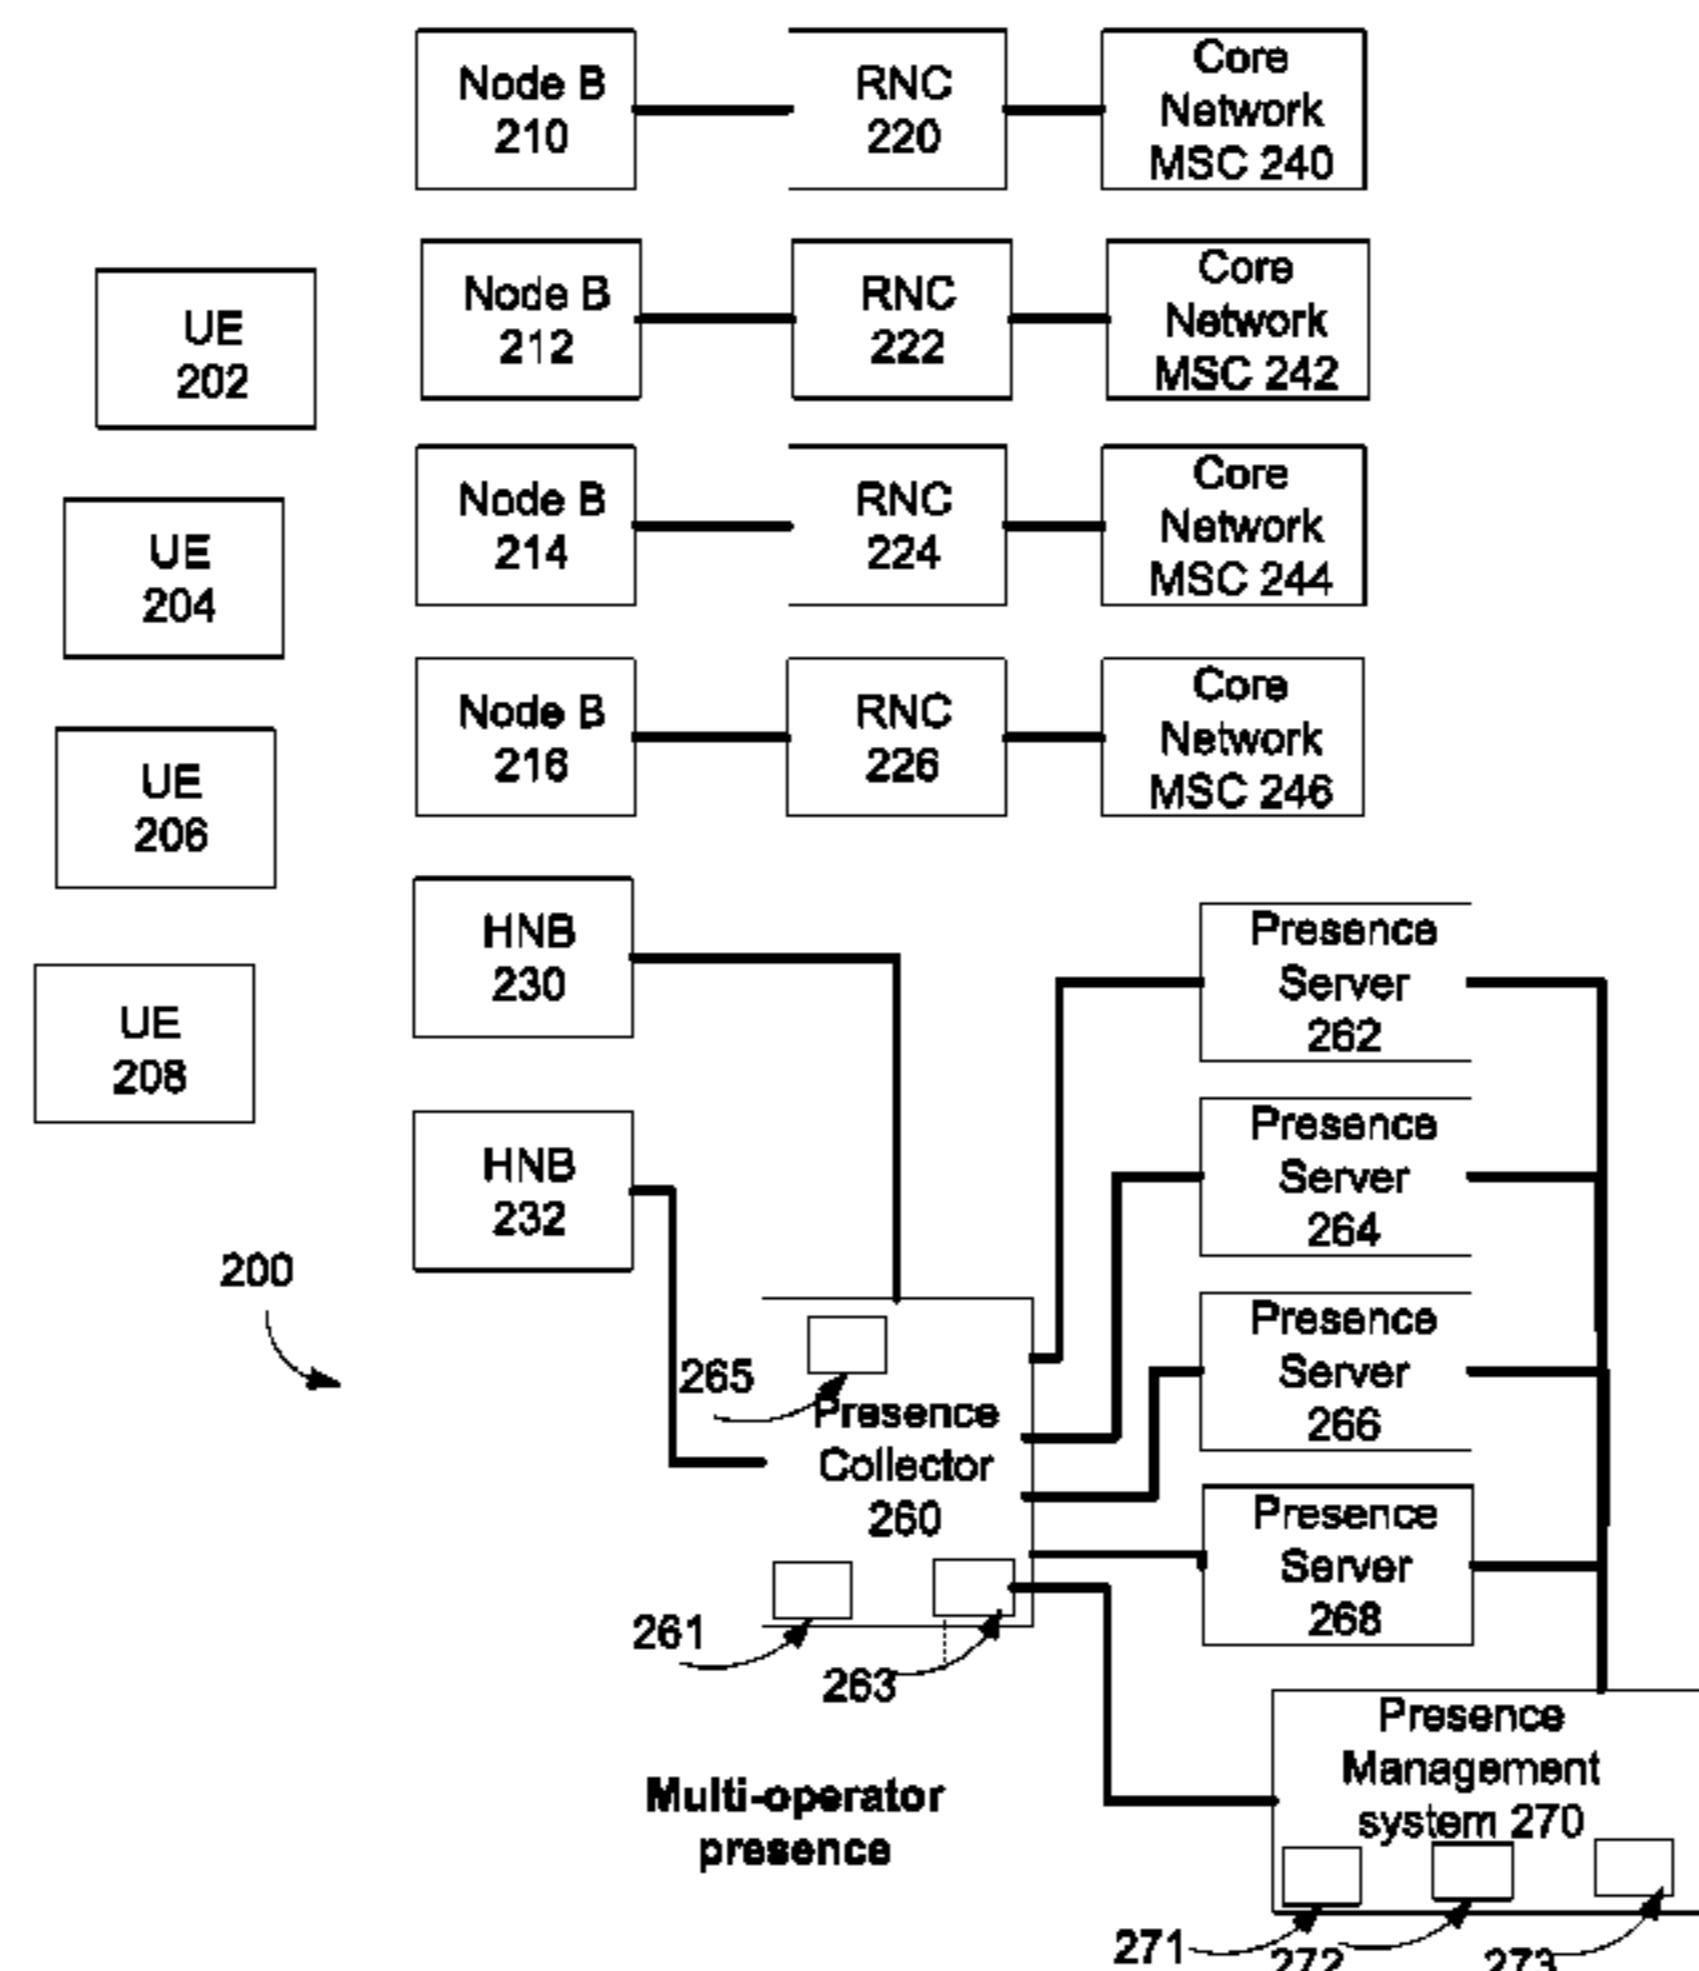 Node B
210
RNC
220
Core
Network
MSC 240
Node B
212
RNC
222
Core
Network
MSC 242
UE
202
Node B
214
RNC
224
Core
Network
MSC 244
UE
204
Node B
216
RNC
226
Core
Network
MSC 246
UE
206
HNB
230
Presence
Server
262
UE
208
HNB
232
Presence
Server
264
200
265
Presence
Collector
260
Presence
Server
266
Presence
Server
268
261
263
Multi-operator
presence
Presence
Management
system 270
271
272
273